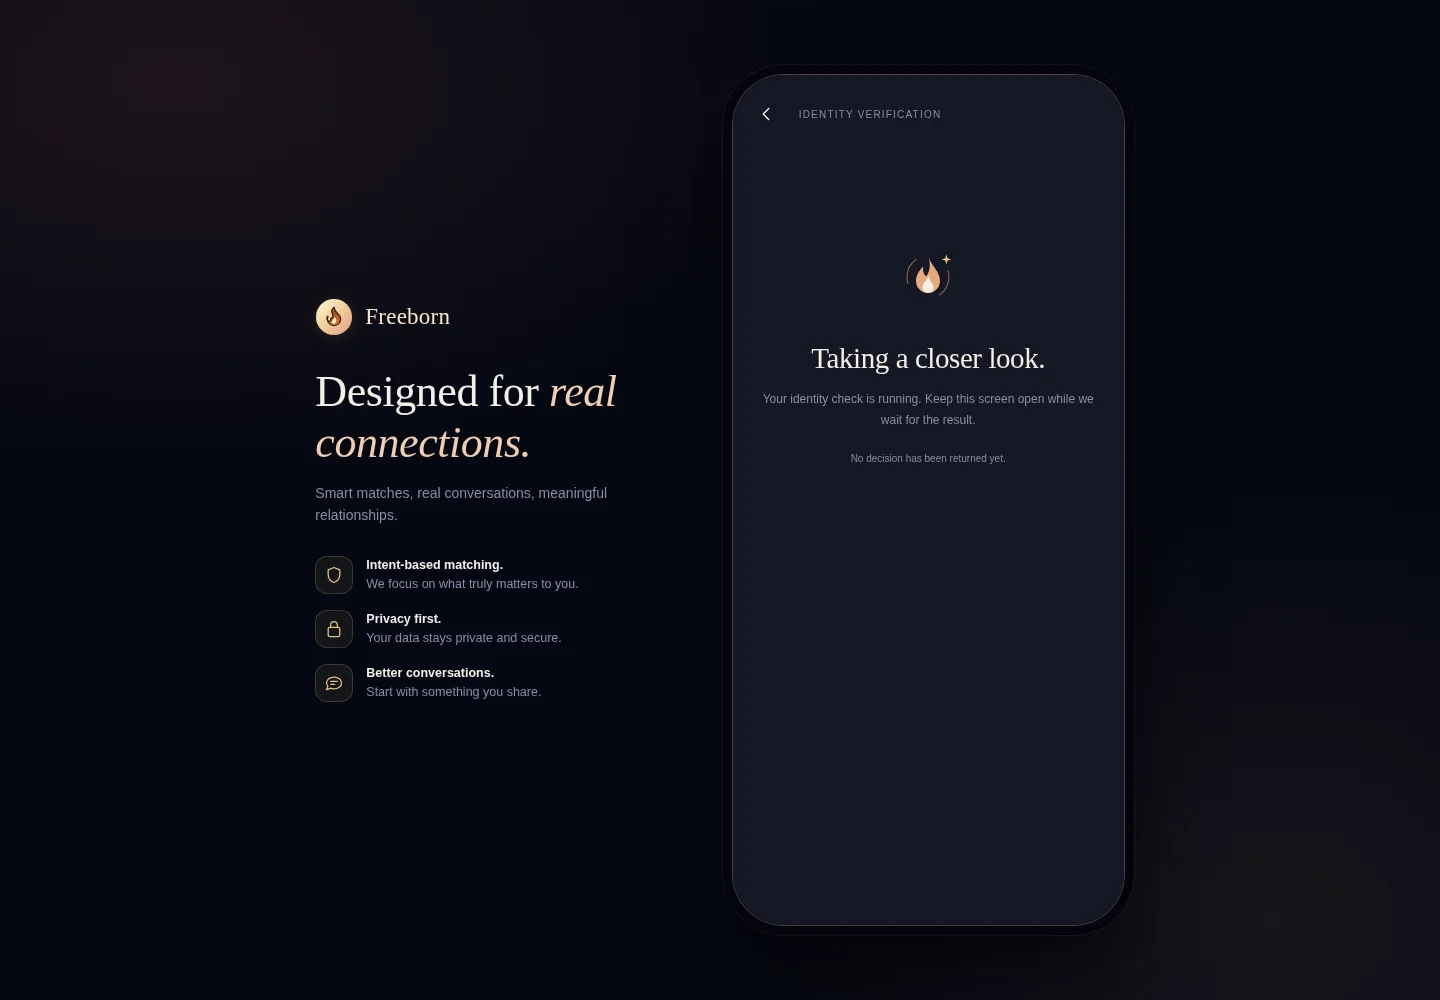 Freeborn
Designed for real
connections.
Smart matches, real conversations, meaningful
relationships.
Intent-based matching.
We focus on what truly matters to you.
Privacy first.
Your data stays private and secure.
Better conversations.
Start with something you share.
IDENTITY VERIFICATION
Taking a closer look.
Your identity check is running. Keep this screen open while we
wait for the result.
No decision has been returned yet.